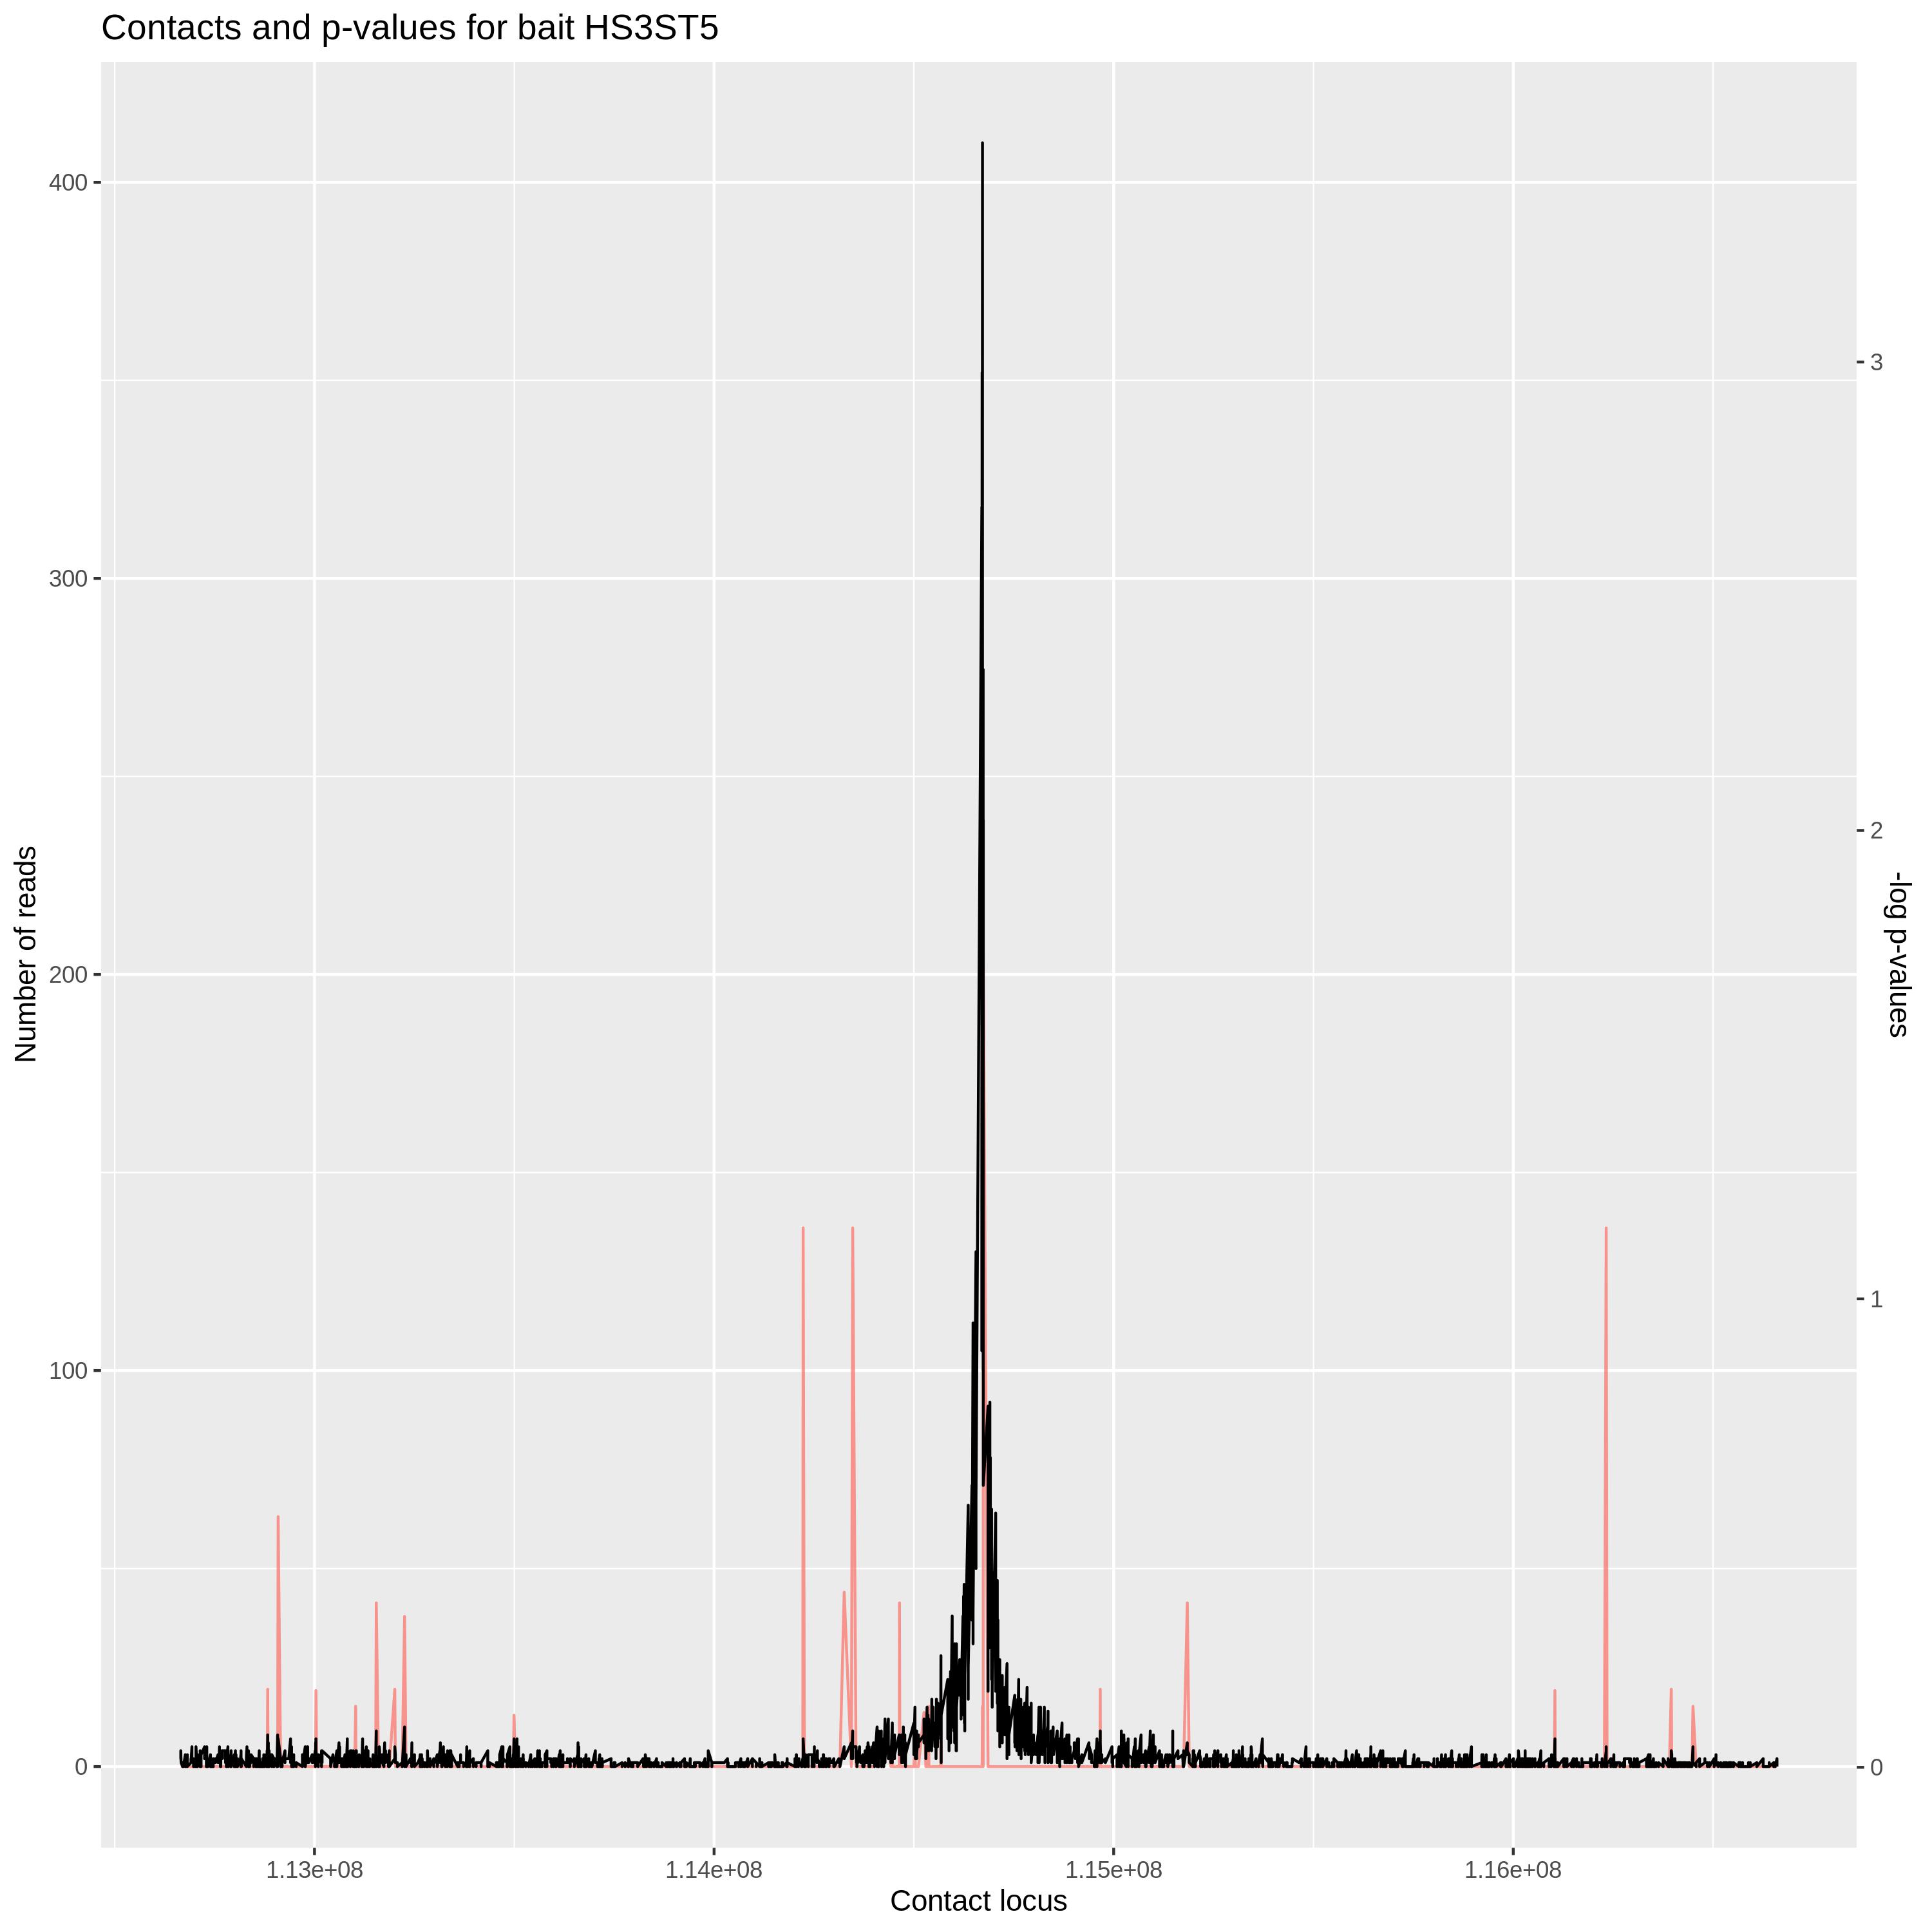 Contacts and p-values for bait HS3ST5
400
300
200
100
0
Number of reads
3
2
1
0
-log p-values
1.13e+08
1.14e+08
1.15e+08
1.16e+08
Contact locus